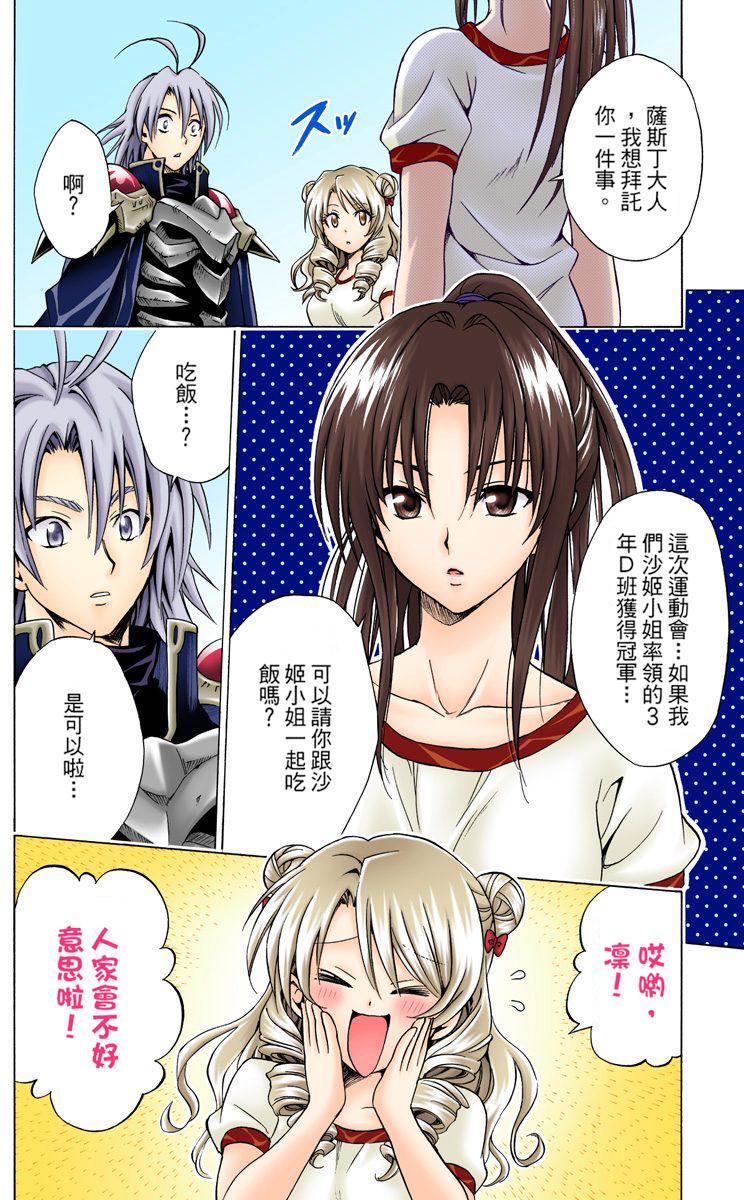 薩斯丁大人
，我想拜託
你一件事。
スッ
啊？
這次運動會…如果我
們沙姬小姐率領的3
年D班獲得冠軍…
可以請你跟沙
姬小姐一起吃
飯嗎？
吃飯…？
是可以啦…
哎喲，
凛！
人家會不好
意思啦！